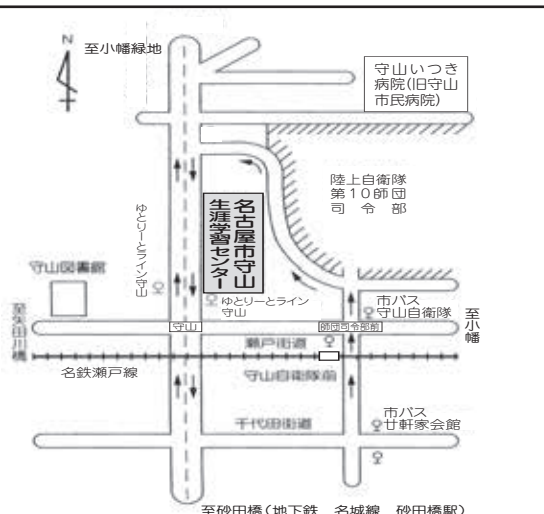 N
至小幡緑地
守山いつき
病院(旧守山
市民病院)
陸上自衛隊
第10師団
司令部
ゆとりーとライン
守山
名古屋市守山
生涯学習センター
ゆとりーとライン
守山
守山図書館
至矢田川橋
市バス
守山自衛隊
至小幡
守山
師団司令部前
瀬戸街道
名鉄瀬戸線
守山自衛隊前
千代田街道
市バス
廿軒家会館
至砂田橋(地下鉄 名城線 砂田橋駅)